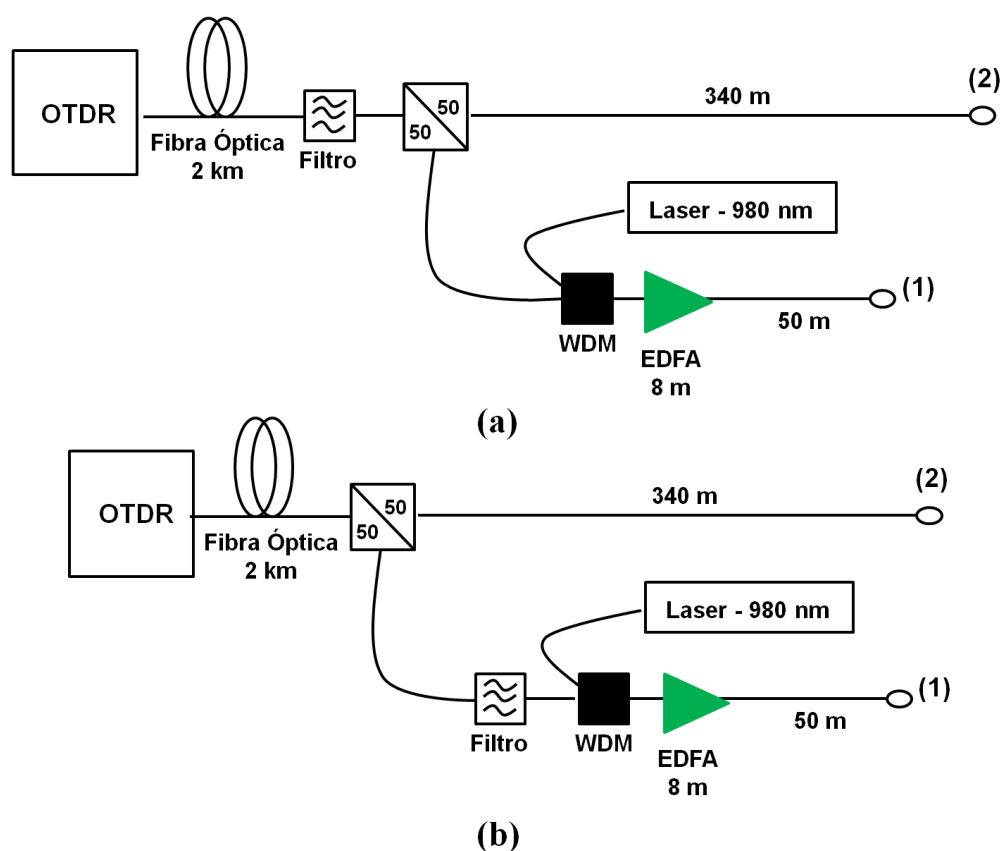 OTDR
Fibra Óptica
2 km
Filtro
50
50
340 m
(2)
Laser - 980 nm
WDM
EDFA
8 m
50 m
(1)
(a)
OTDR
Fibra Óptica
2 km
50
50
340 m
(2)
Laser - 980 nm
Filtro
WDM
EDFA
8 m
50 m
(1)
(b)